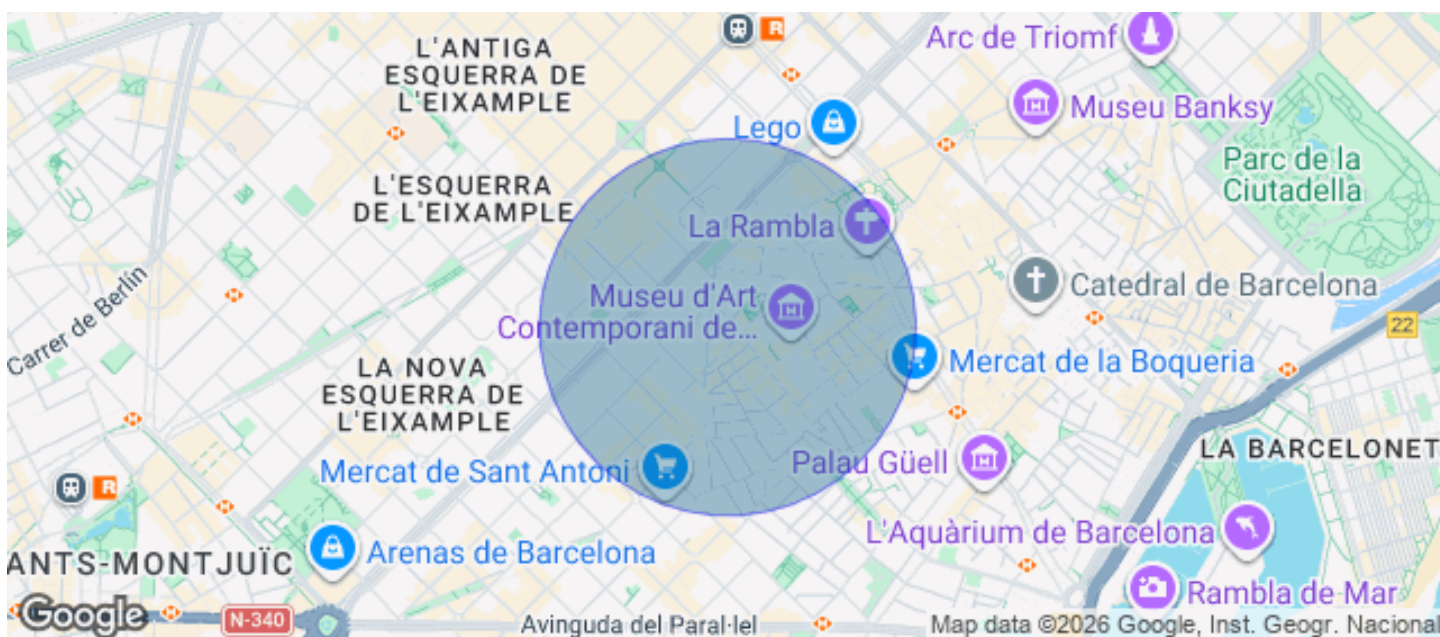 L'ANTIGA
ESQUERRA DE
L'EIXAMPLE
R
Arc de Triomf
Museu Banksy
Lego
Parc de la
Ciutadella
L'ESQUERRA
DE L'EIXAMPLE
La Rambla
Catedral de Barcelona
Museu d'Art
Contemporani de...
22
Carrer de Berlín
Mercat de la Boqueria
LA NOVA
ESQUERRA DE
L'EIXAMPLE
Mercat de Sant Antoni
Palau Güell
LA BARCELONET
R
L'Aquàrium de Barcelona
Arenas de Barcelona
ANTS-MONTJUÏC
Rambla de Mar
Google
N-340
Avinguda del Paral·lel
Map data ©2026 Google, Inst. Geogr. Nacional